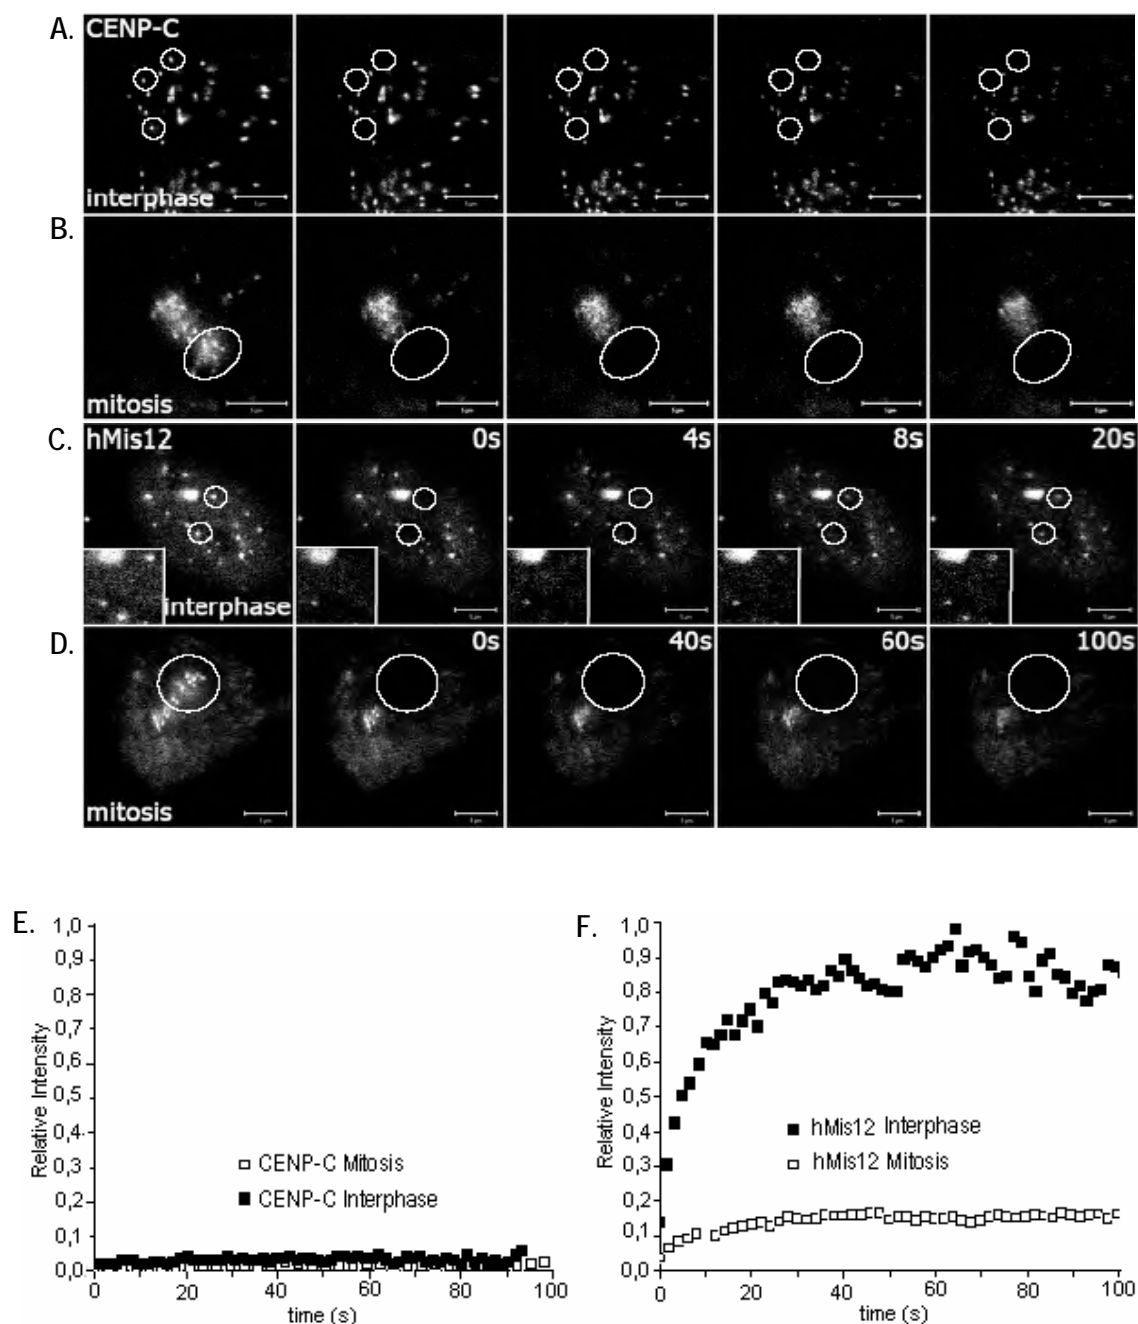 A.
CENP-C
interphase
B.
mitosis
C.
hMis12
0s
4s
8s
20s
interphase
D.
0s
40s
60s
100s
mitosis
E.
1,0
0,9
0,8
0,7
0,6
0,5
0,4
0,3
0,2
0,1
0,0
Relative Intensity
CENP-C Mitosis
CENP-C Interphase
0
20
40
60
80
100
time (s)
F.
1,0
0,9
0,8
0,7
0,6
0,5
0,4
0,3
0,2
0,1
0,0
Relative Intensity
hMis12 Interphase
hMis12 Mitosis
0
20
40
60
80
100
time (s)